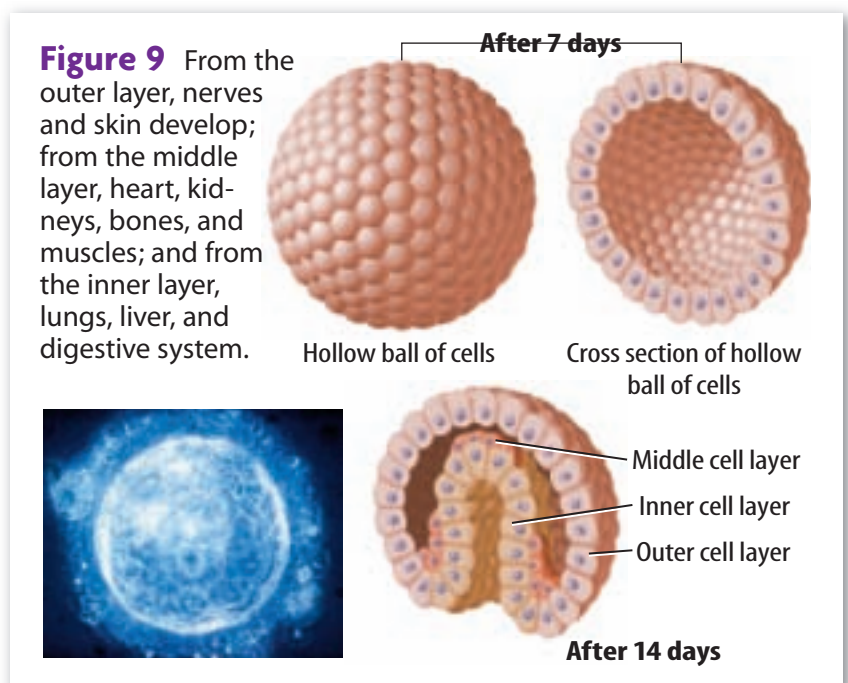 Figure 9 From the
outer layer, nerves
and skin develop;
from the middle
layer, heart, kid-
neys, bones, and
muscles; and from
the inner layer,
lungs, liver, and
digestive system.
After 7 days
Hollow ball of cells
Cross section of hollow
ball of cells
Middle cell layer
Inner cell layer
Outer cell layer
After 14 days